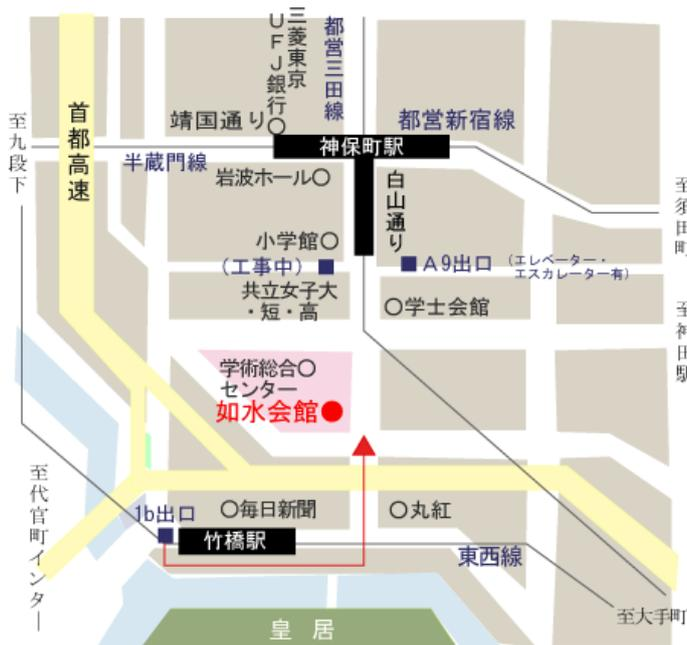 三菱東京
UFJ銀行
都営三田線
首都高速
靖国通り
都営新宿線
至九段下
神保町駅
半蔵門線
岩波ホール
白山通り
至須田町
小学館
(工事中)
A9出口
(エレベーター・
エスカレーター有)
共立女子大
・短・高
学士会館
至神田駅
学術総合
センター
如水会館
至代官町インター
1b出口
毎日新聞
丸紅
竹橋駅
東西線
至大手町
皇居